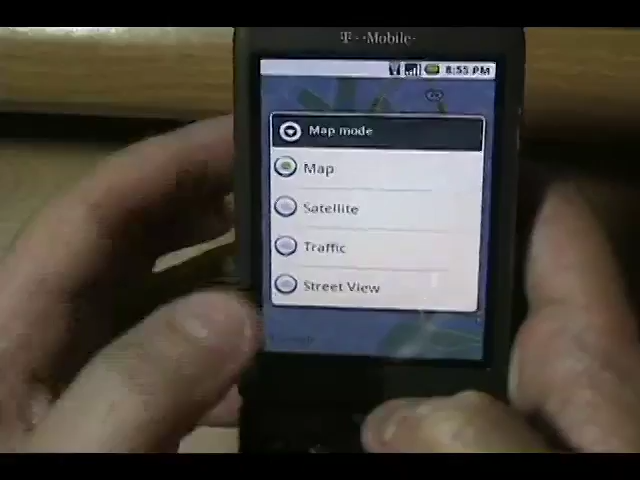 T-Mobile
8:55 PM
Map mode
Map
Satellite
Traffic
Street View